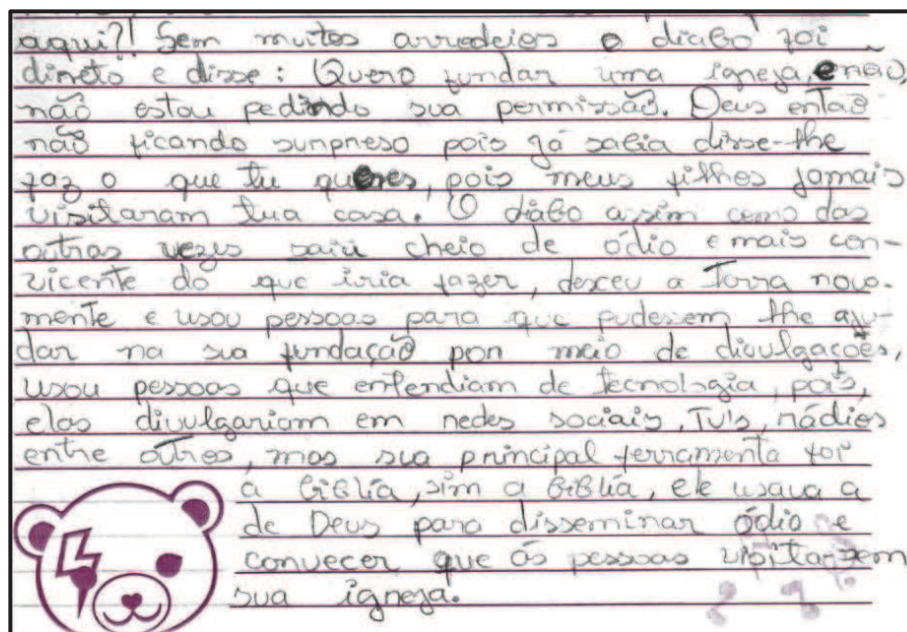 aqui?! Sem muitos arrodeios o diabo foi
direto e disse: Quero fundar uma igreja, e não,
não estou pedindo sua permissão. Deus então
não ficando surpreso pois já sabia disse-lhe
faz o que tu queres, pois meus filhos jamais
visitaram tua casa. O diabo assim como das
outras vezes saiu cheio de ódio e mais con-
vicente do que iria fazer, desceu a Terra nova-
mente e usou pessoas para que pudessem lhe aju-
dar na sua fundação por meio de divulgações,
usou pessoas que entendiam de tecnologia, pois,
elas divulgariam em redes sociais, TV's, rádios
entre outros, mas sua principal ferramenta foi
a bíblia, sim a bíblia, ele usava a
de Deus para disseminar ódio e
convecer que as pessoas visitassem
sua igreja.